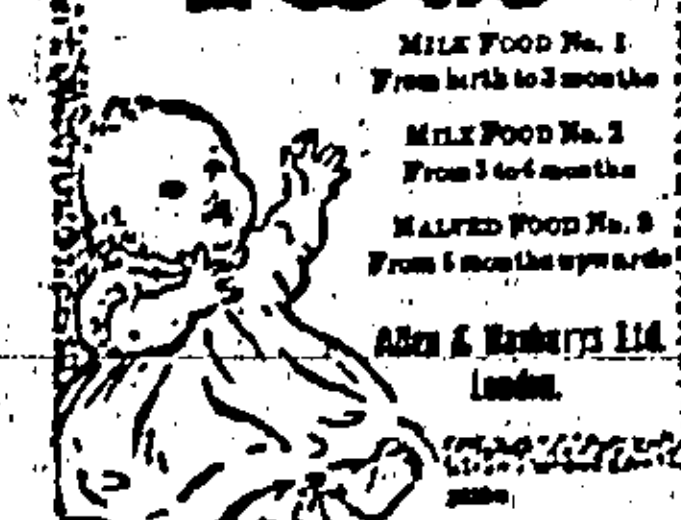 MILK FOOD No. 1
From birth to 3 months
MILK FOOD No. 2
From 3 to 6 months
MALTED FOOD No. 3
From 6 months upwards
Allen & Hanburys Ltd.
London.